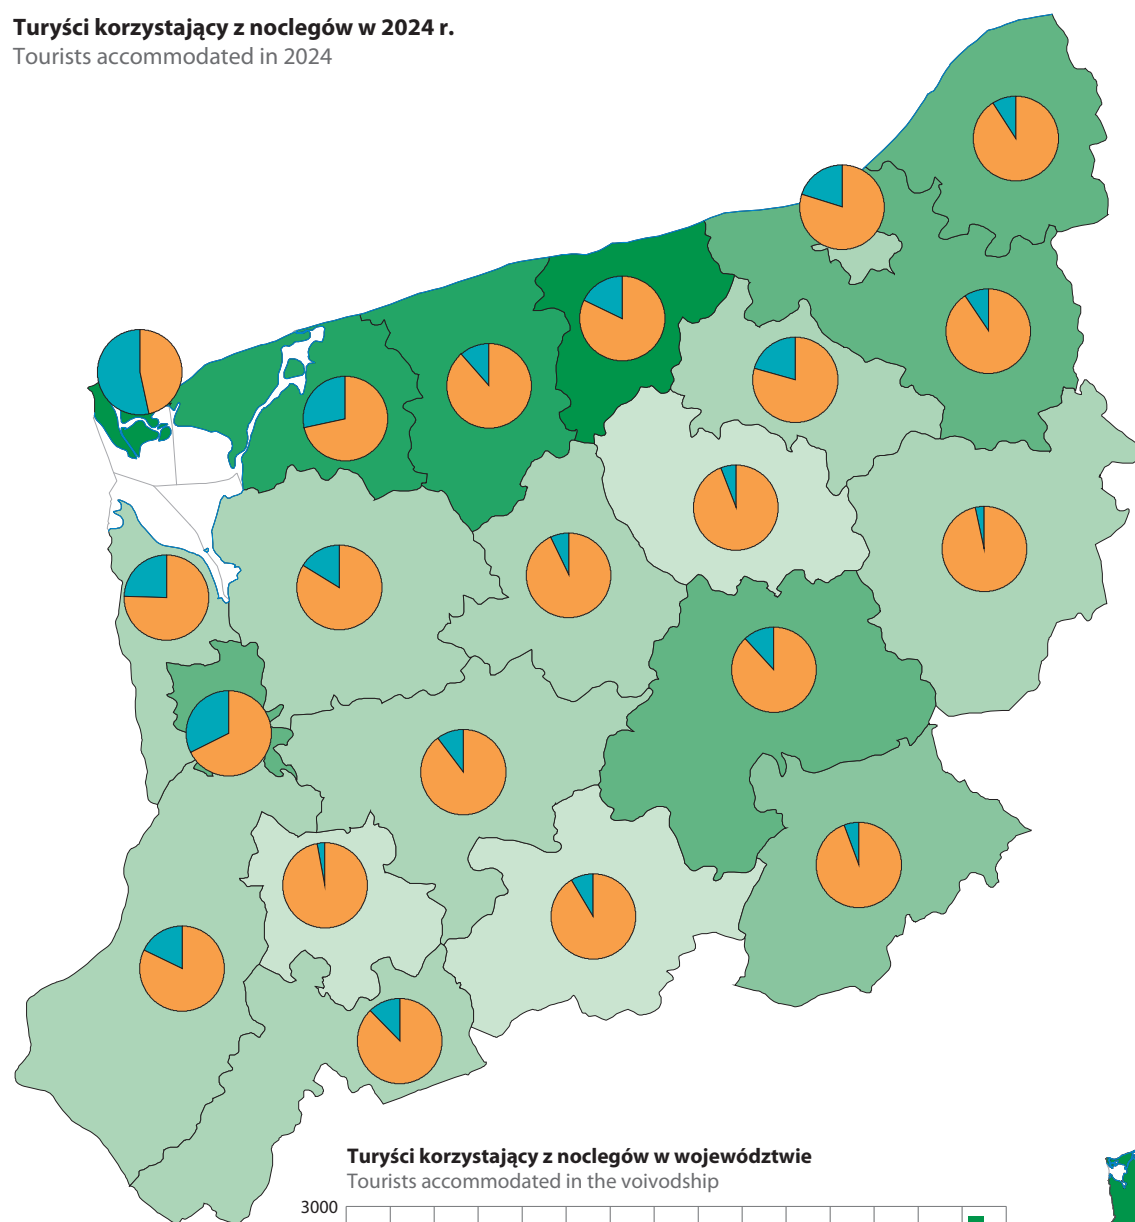 Turyści korzystający z noclegów w 2024 r.
Tourists accommodated in 2024
Turyści korzystający z noclegów w województwie
Tourists accommodated in the voivodship
3000